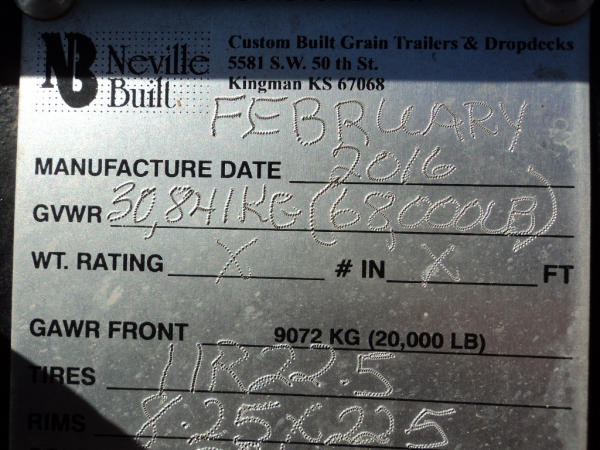 NB Neville Built
Custom Built Grain Trailers & Dropdecks
5581 S.W. 50 th St.
Kingman KS 67068
FEBRUARY
MANUFACTURE DATE 2016
GVWR 30,841KG (68,000LB)
WT. RATING X # IN X FT
GAWR FRONT 9072 KG (20,000 LB)
TIRES 11R22.5
RIMS 8.25X22.5